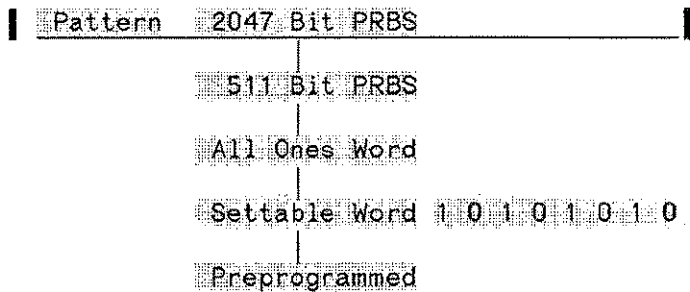 Pattern 2047 Bit PRBS
511 Bit PRBS
All Ones Word
Settable Word 1 0 1 0 1 0 1 0
Preprogrammed